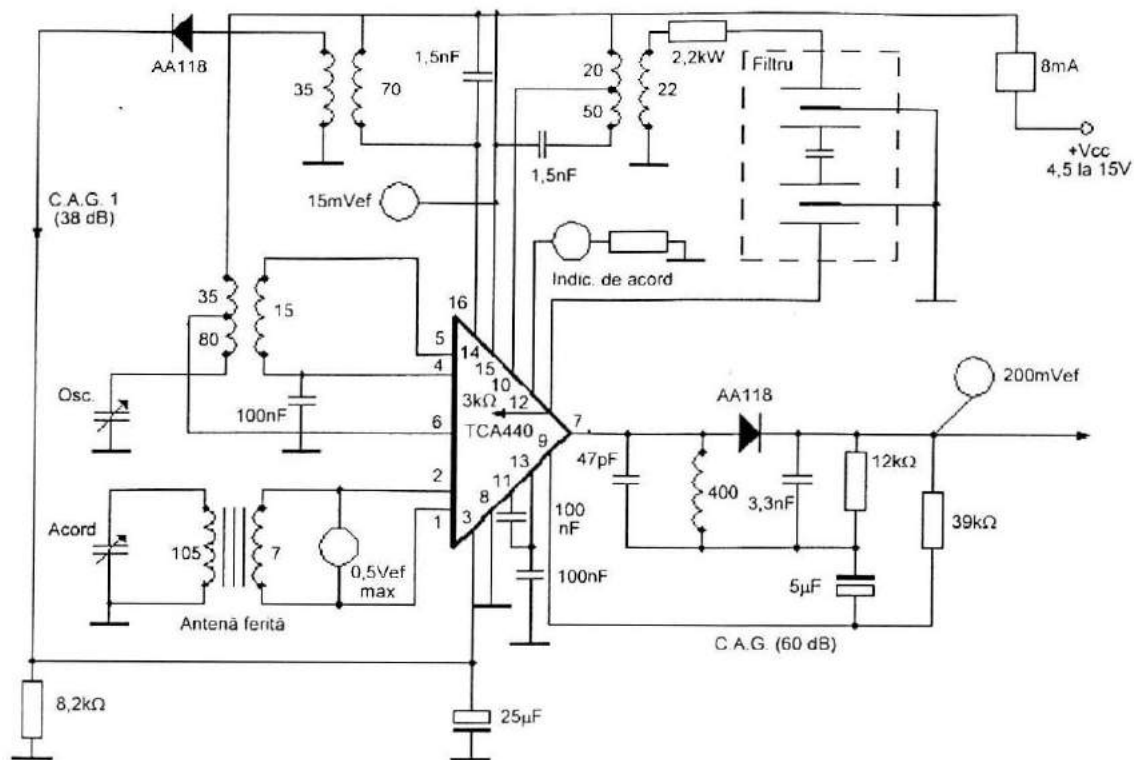 AA118
1,5nF
35
70
20
50
22
2,2kW
Filtru
8mA
+Vcc
4,5 la 15V
1,5nF
C.A.G. 1
(38 dB)
15mVef
Indic. de acord
35
80
15
16
5
4
14
15
10
12
3kΩ
TCA440
6
7
9
13
11
8
2
1
3
Osc.
100nF
Acord
105
7
0,5Vef
max
Antenă ferită
AA118
200mVef
47pF
400
3,3nF
12kΩ
39kΩ
100
nF
100nF
5µF
C.A.G. (60 dB)
8,2kΩ
25µF